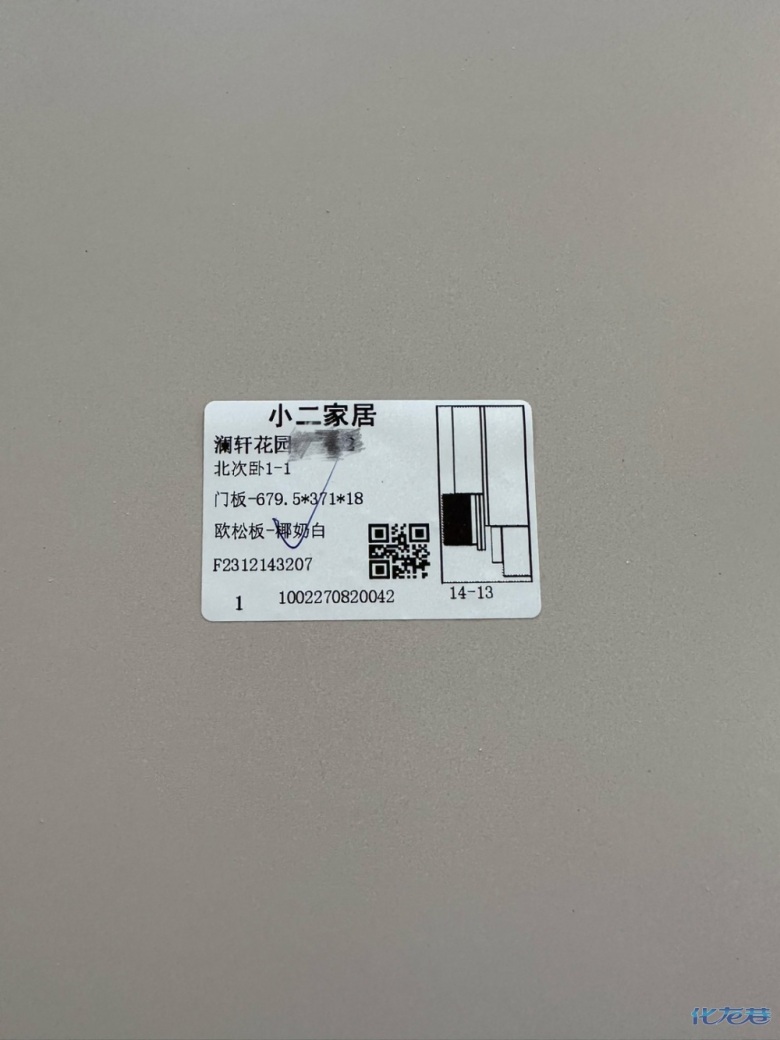 小二家居
澜轩花园
北次卧1-1
门板-679.5*371*18
欧松板-椰奶白
F2312143207
1 1002270820042
14-13
化龙巷